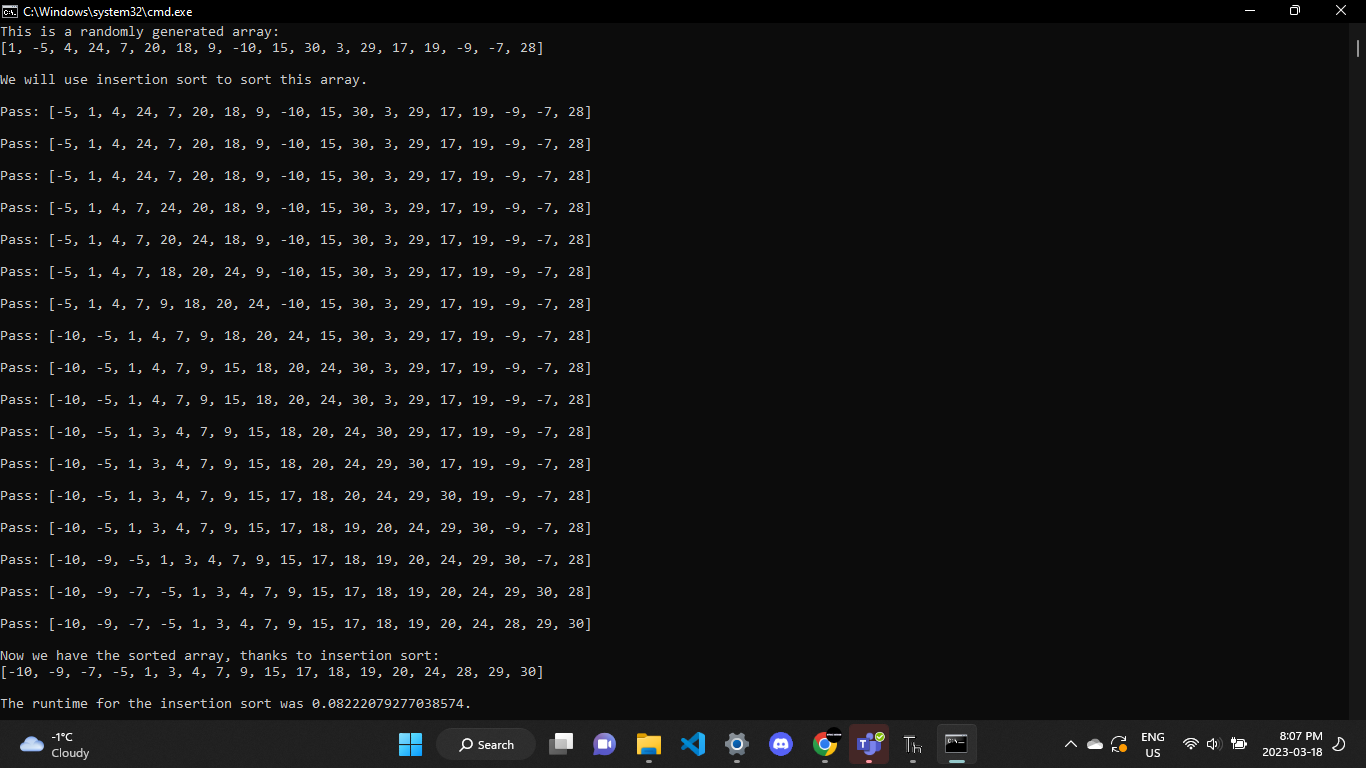 C:\Windows\system32\cmd.exe
This is a randomly generated array:
[1, -5, 4, 24, 7, 20, 18, 9, -10, 15, 30, 3, 29, 17, 19, -9, -7, 28]
We will use insertion sort to sort this array.
Pass: [-5, 1, 4, 24, 7, 20, 18, 9, -10, 15, 30, 3, 29, 17, 19, -9, -7, 28]
Pass: [-5, 1, 4, 24, 7, 20, 18, 9, -10, 15, 30, 3, 29, 17, 19, -9, -7, 28]
Pass: [-5, 1, 4, 24, 7, 20, 18, 9, -10, 15, 30, 3, 29, 17, 19, -9, -7, 28]
Pass: [-5, 1, 4, 7, 24, 20, 18, 9, -10, 15, 30, 3, 29, 17, 19, -9, -7, 28]
Pass: [-5, 1, 4, 7, 20, 24, 18, 9, -10, 15, 30, 3, 29, 17, 19, -9, -7, 28]
Pass: [-5, 1, 4, 7, 18, 20, 24, 9, -10, 15, 30, 3, 29, 17, 19, -9, -7, 28]
Pass: [-5, 1, 4, 7, 9, 18, 20, 24, -10, 15, 30, 3, 29, 17, 19, -9, -7, 28]
Pass: [-10, -5, 1, 4, 7, 9, 18, 20, 24, 15, 30, 3, 29, 17, 19, -9, -7, 28]
Pass: [-10, -5, 1, 4, 7, 9, 15, 18, 20, 24, 30, 3, 29, 17, 19, -9, -7, 28]
Pass: [-10, -5, 1, 4, 7, 9, 15, 18, 20, 24, 30, 3, 29, 17, 19, -9, -7, 28]
Pass: [-10, -5, 1, 3, 4, 7, 9, 15, 18, 20, 24, 30, 29, 17, 19, -9, -7, 28]
Pass: [-10, -5, 1, 3, 4, 7, 9, 15, 18, 20, 24, 29, 30, 17, 19, -9, -7, 28]
Pass: [-10, -5, 1, 3, 4, 7, 9, 15, 17, 18, 20, 24, 29, 30, 19, -9, -7, 28]
Pass: [-10, -5, 1, 3, 4, 7, 9, 15, 17, 18, 19, 20, 24, 29, 30, -9, -7, 28]
Pass: [-10, -9, -5, 1, 3, 4, 7, 9, 15, 17, 18, 19, 20, 24, 29, 30, -7, 28]
Pass: [-10, -9, -7, -5, 1, 3, 4, 7, 9, 15, 17, 18, 19, 20, 24, 29, 30, 28]
Pass: [-10, -9, -7, -5, 1, 3, 4, 7, 9, 15, 17, 18, 19, 20, 24, 28, 29, 30]
Now we have the sorted array, thanks to insertion sort:
[-10, -9, -7, -5, 1, 3, 4, 7, 9, 15, 17, 18, 19, 20, 24, 28, 29, 30]
The runtime for the insertion sort was 0.08222079277038574.
-1°C
Cloudy
Search
ENG
US
8:07 PM
2023-03-18